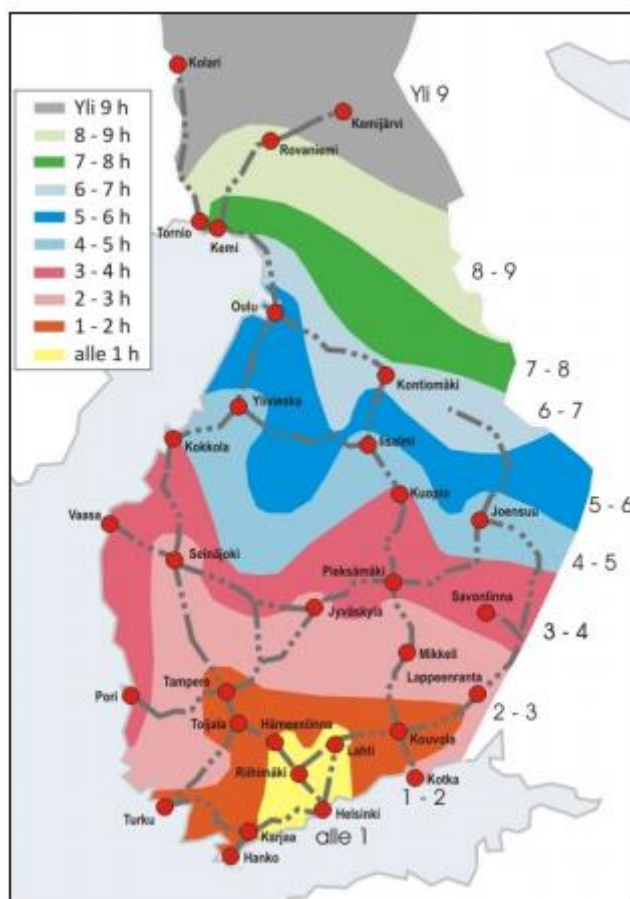 Kolari
Yli 9
Kemijärvi
Yli 9 h
8 - 9 h
7 - 8 h
6 - 7 h
5 - 6 h
4 - 5 h
3 - 4 h
2 - 3 h
1 - 2 h
alle 1 h
Rovaniemi
Tornio
Kemi
8 - 9
Oulu
7 - 8
Kontiomäki
6 - 7
Ylivieska
Kokkola
Iisalmi
Kuopio
5 - 6
Vaasa
Joensuu
4 - 5
Seinäjoki
Pieksämäki
Savonlinna
Jyväskylä
3 - 4
Mikkeli
Lappeenranta
Tampere
Pori
2 - 3
Toijala
Hämeenlinna
Lahti
Kouvola
Riihimäki
Kotka
1 - 2
Turku
Helsinki
alle 1
Karjaa
Hanko